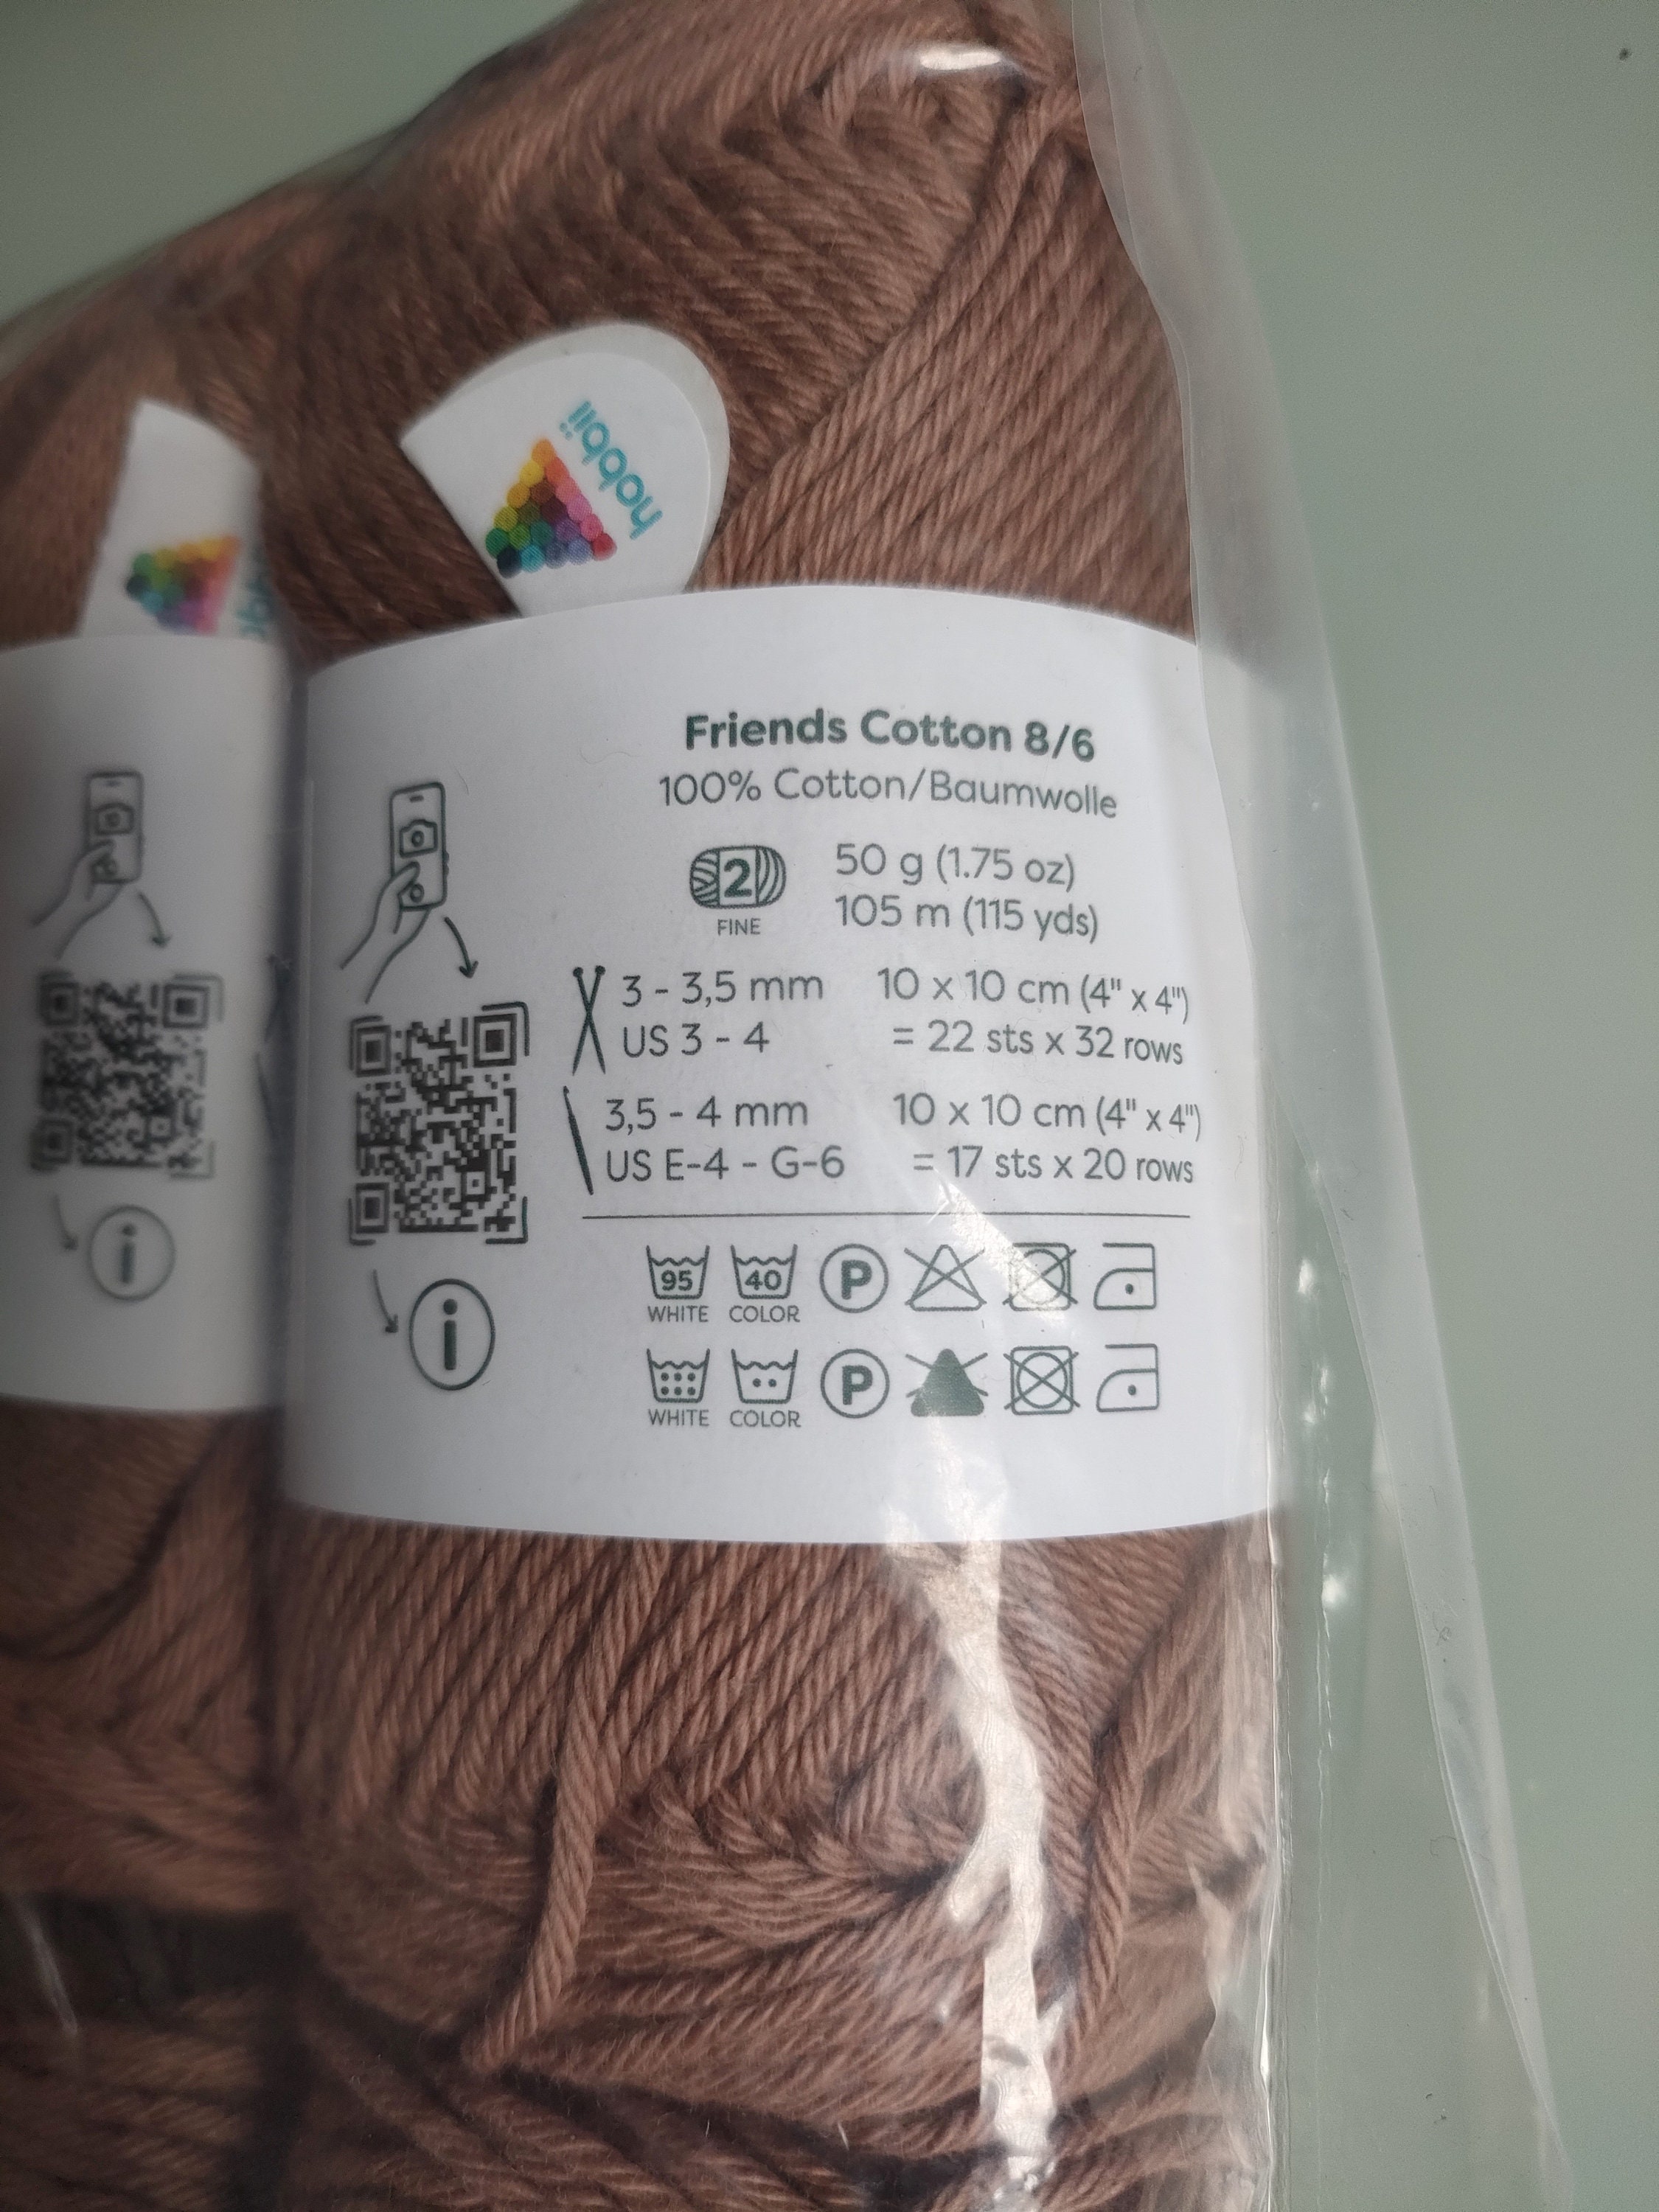 hobbii
Friends Cotton 8/6
100% Cotton/Baumwolle
2
FINE
50 g (1.75 oz)
105 m (115 yds)
3 - 3,5 mm
US 3 - 4
10 x 10 cm (4" x 4")
= 22 sts x 32 rows
3,5 - 4 mm
US E-4 - G-6
10 x 10 cm (4" x 4")
= 17 sts x 20 rows
95 40 P
WHITE COLOR
P
WHITE COLOR
i
i